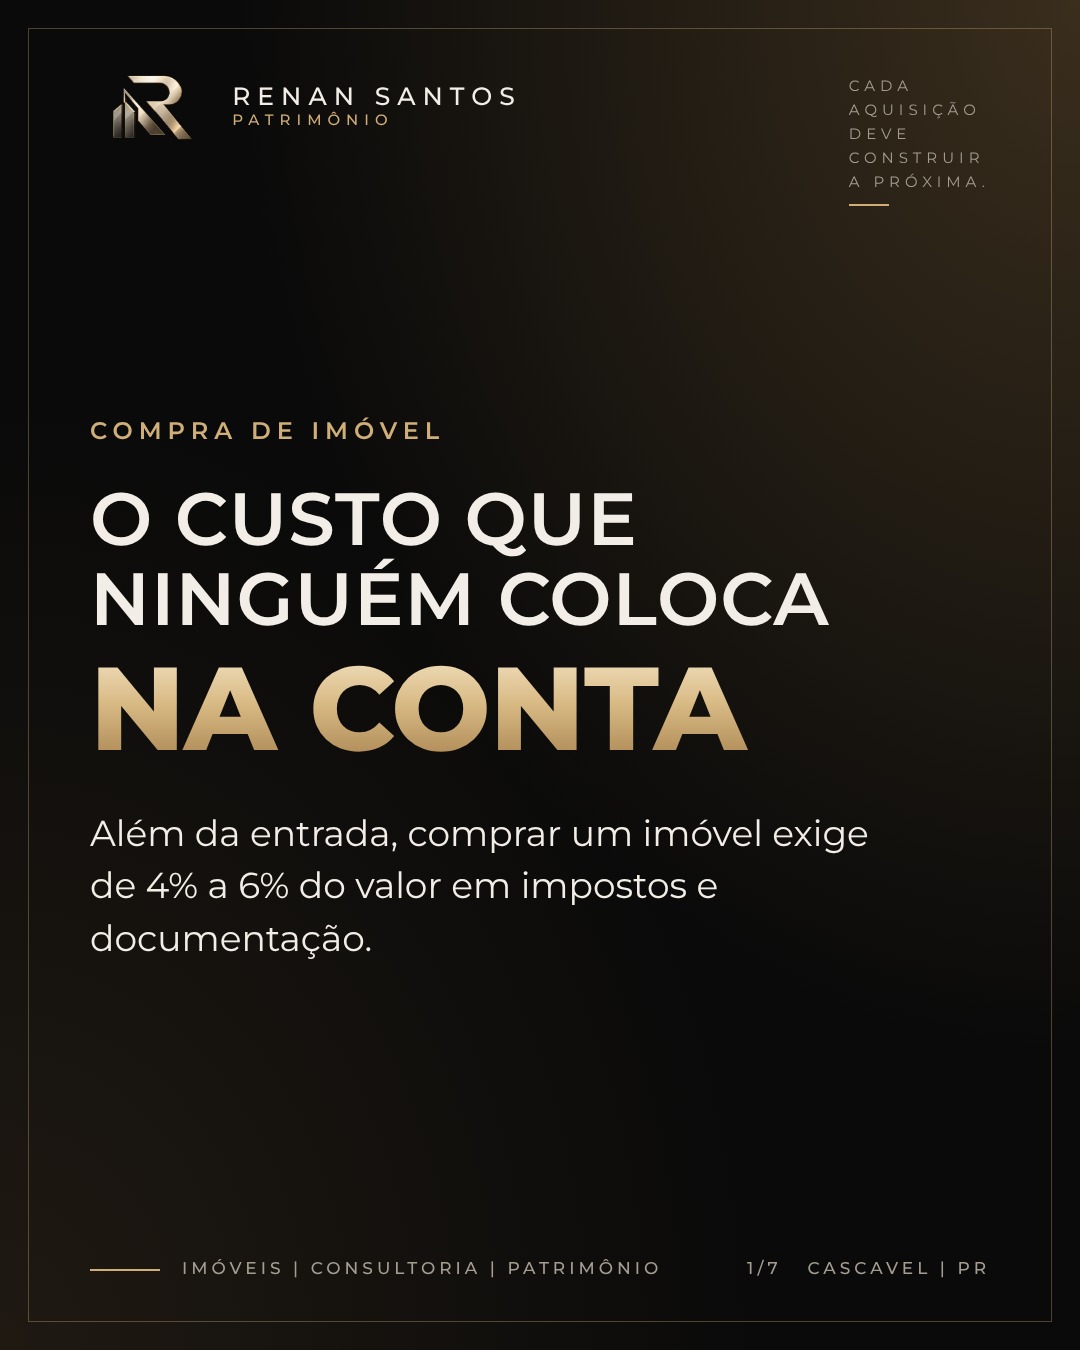 RENAN SANTOS
PATRIMÔNIO
CADA
AQUISIÇÃO
DEVE
CONSTRUIR
A PRÓXIMA.
COMPRA DE IMÓVEL
O CUSTO QUE
NINGUÉM COLOCA
NA CONTA
Além da entrada, comprar um imóvel exige
de 4% a 6% do valor em impostos e
documentação.
IMÓVEIS | CONSULTORIA | PATRIMÔNIO
1/7 CASCAVEL | PR